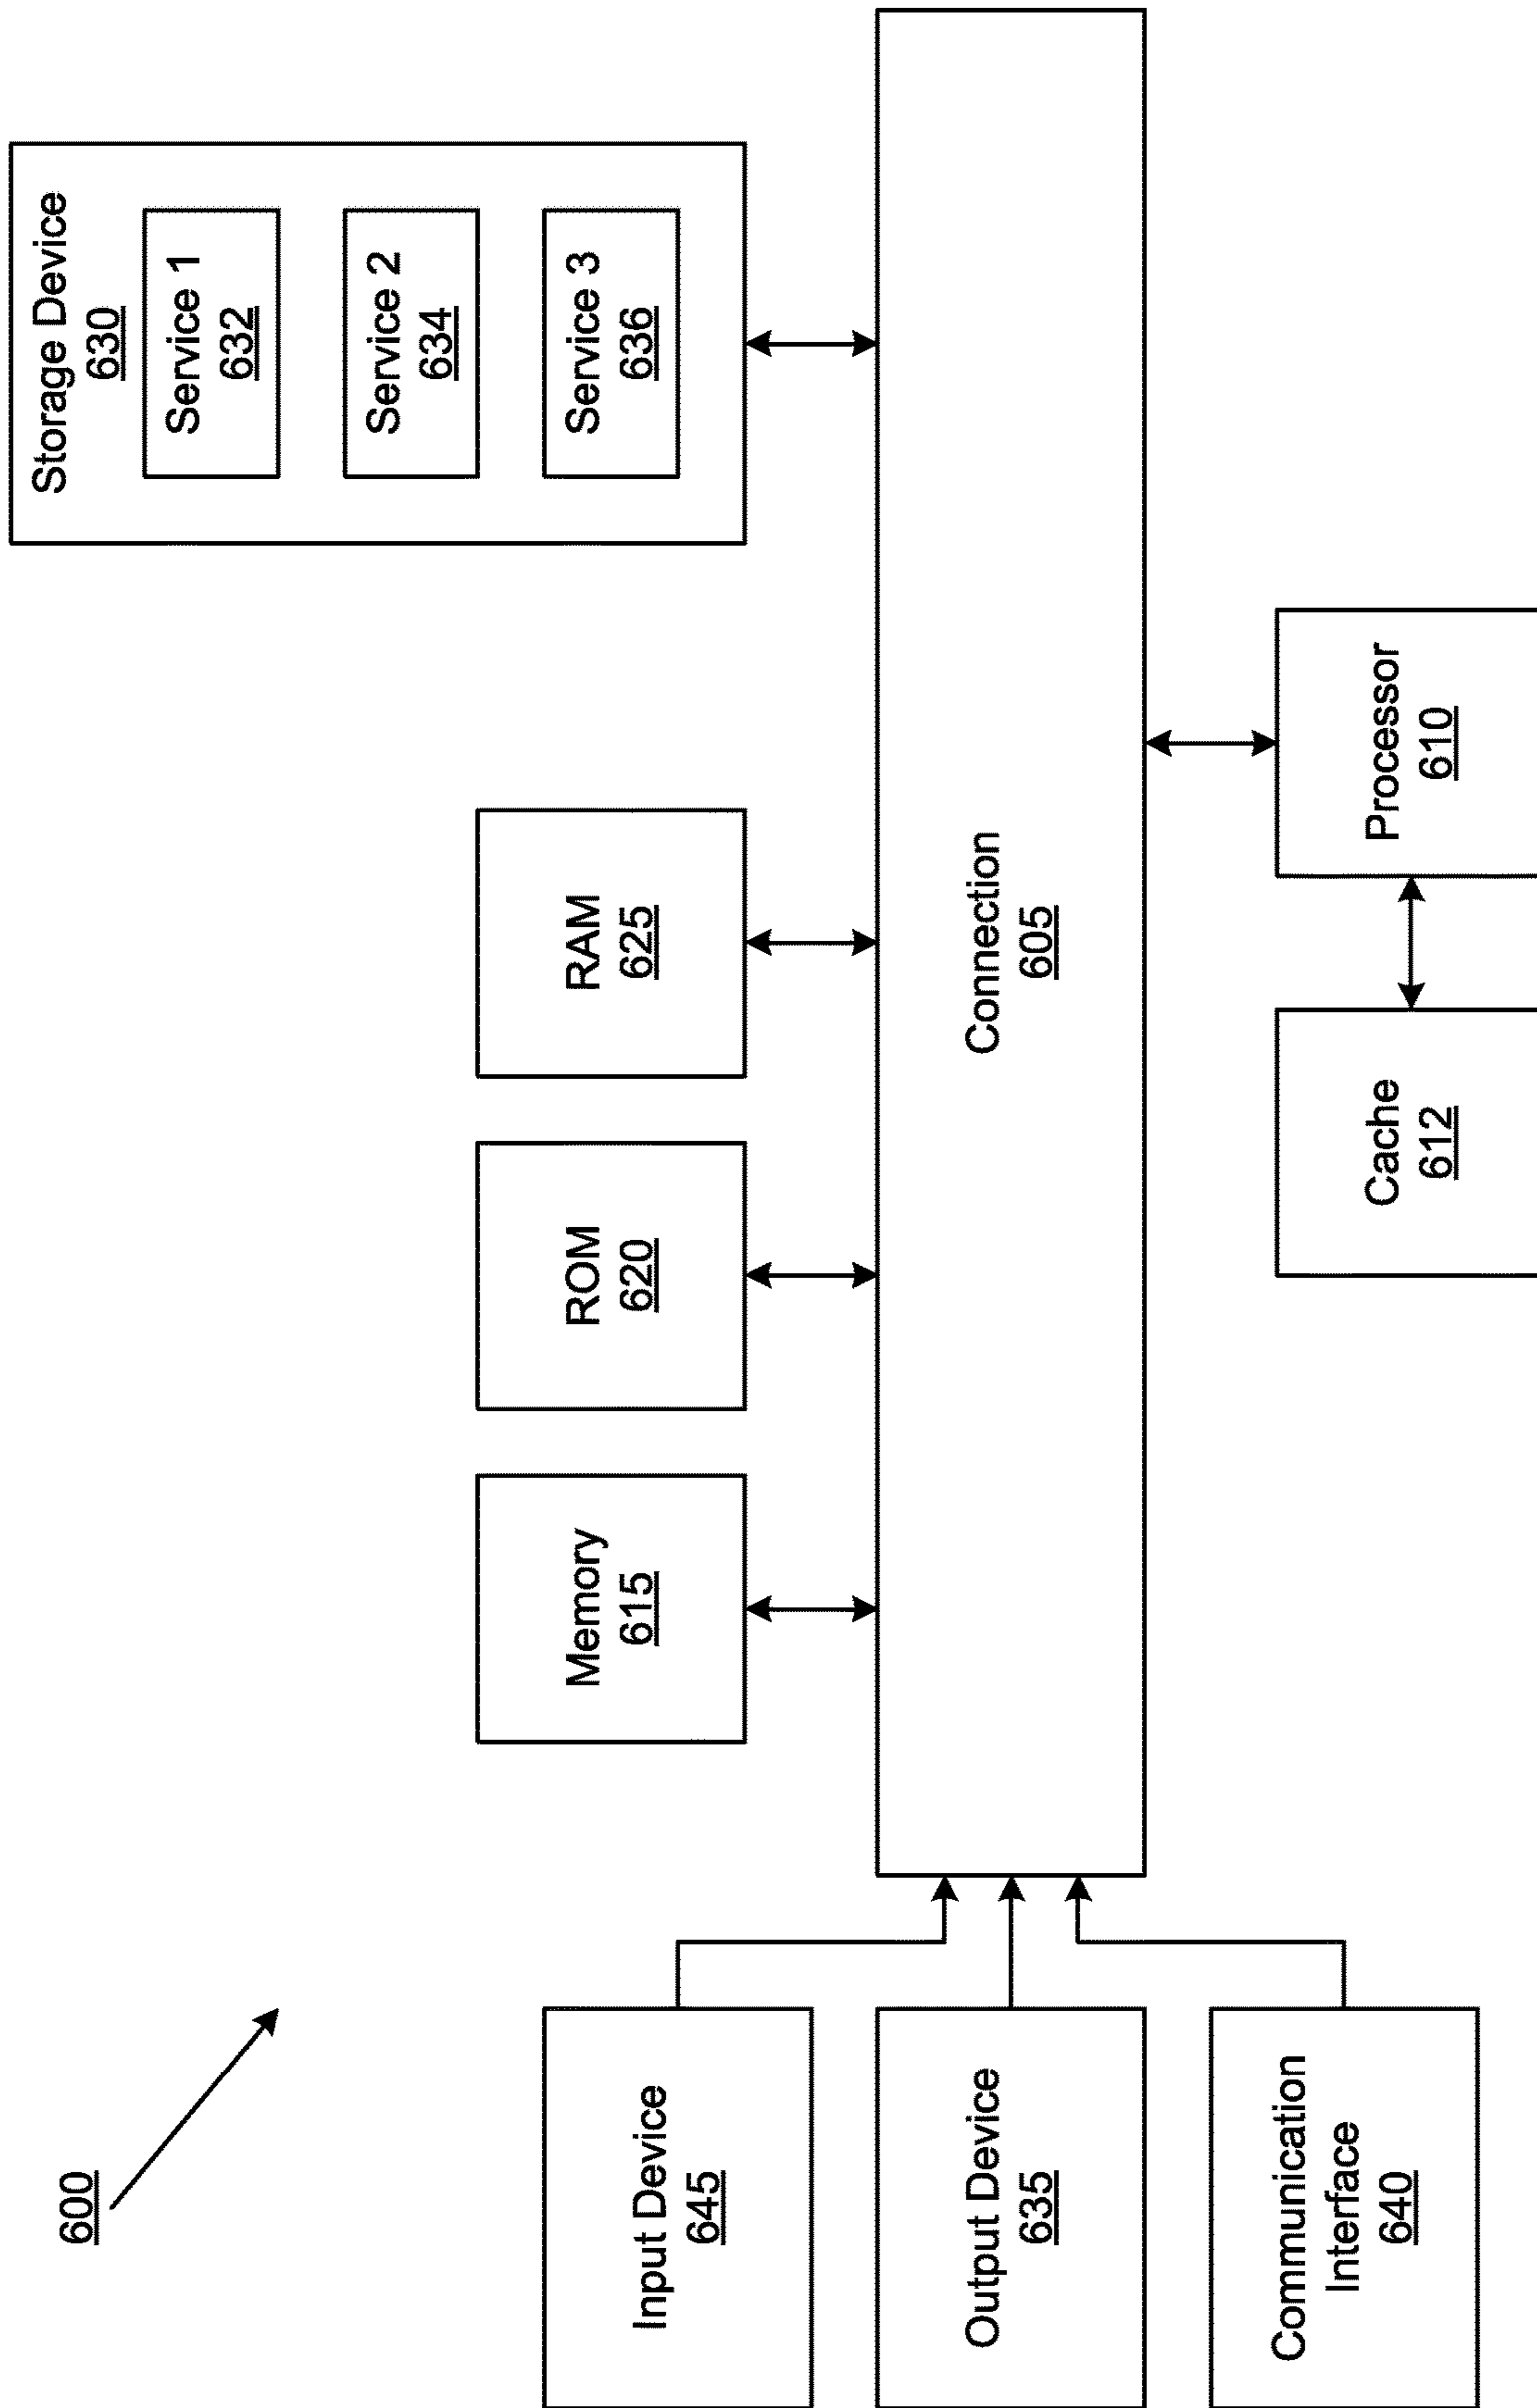 600
Input Device
645
Output Device
635
Communication
Interface
640
Memory
615
ROM
620
RAM
625
Storage Device
630
Service 1
632
Service 2
634
Service 3
636
Connection
605
Cache
612
Processor
610